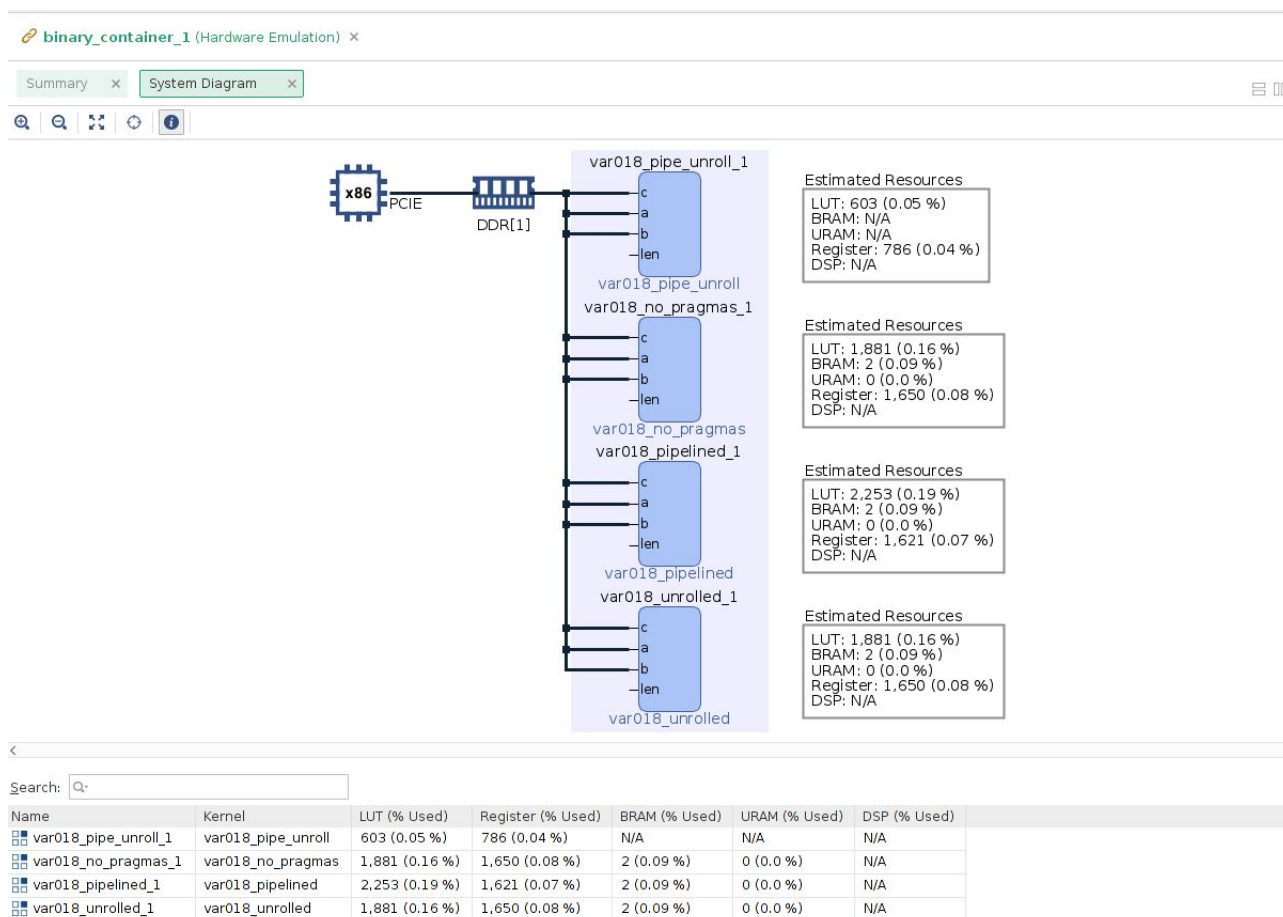 binary_container_1 (Hardware Emulation) ×
Summary × System Diagram ×
var018_pipe_unroll_1
x86
PCIE
DDR[1]
c
a
b
len
var018_pipe_unroll
Estimated Resources
LUT: 603 (0.05 %)
BRAM: N/A
URAM: N/A
Register: 786 (0.04 %)
DSP: N/A
var018_no_pragmas_1
c
a
b
len
var018_no_pragmas
Estimated Resources
LUT: 1,881 (0.16 %)
BRAM: 2 (0.09 %)
URAM: 0 (0.0 %)
Register: 1,650 (0.08 %)
DSP: N/A
var018_pipelined_1
c
a
b
len
var018_pipelined
Estimated Resources
LUT: 2,253 (0.19 %)
BRAM: 2 (0.09 %)
URAM: 0 (0.0 %)
Register: 1,621 (0.07 %)
DSP: N/A
var018_unrolled_1
c
a
b
len
var018_unrolled
Estimated Resources
LUT: 1,881 (0.16 %)
BRAM: 2 (0.09 %)
URAM: 0 (0.0 %)
Register: 1,650 (0.08 %)
DSP: N/A
Search:
Name Kernel LUT (% Used) Register (% Used) BRAM (% Used) URAM (% Used) DSP (% Used)
var018_pipe_unroll_1 var018_pipe_unroll 603 (0.05 %) 786 (0.04 %) N/A N/A N/A
var018_no_pragmas_1 var018_no_pragmas 1,881 (0.16 %) 1,650 (0.08 %) 2 (0.09 %) 0 (0.0 %) N/A
var018_pipelined_1 var018_pipelined 2,253 (0.19 %) 1,621 (0.07 %) 2 (0.09 %) 0 (0.0 %) N/A
var018_unrolled_1 var018_unrolled 1,881 (0.16 %) 1,650 (0.08 %) 2 (0.09 %) 0 (0.0 %) N/A